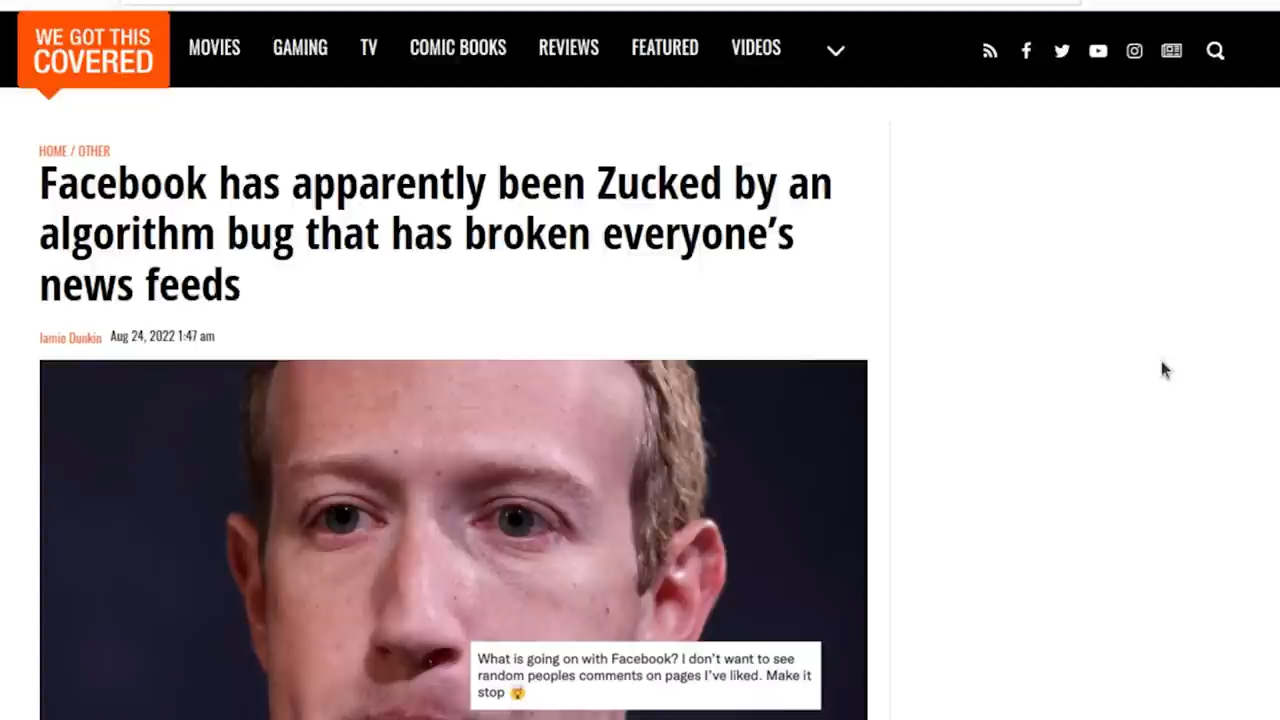 WE GOT THIS
COVERED
MOVIES GAMING TV COMIC BOOKS REVIEWS FEATURED VIDEOS
HOME / OTHER
Facebook has apparently been Zucked by an
algorithm bug that has broken everyone’s
news feeds
Jamie Dunkin Aug 24, 2022 1:47 am
What is going on with Facebook? I don’t want to see
random peoples comments on pages I’ve liked. Make it
stop 🤯